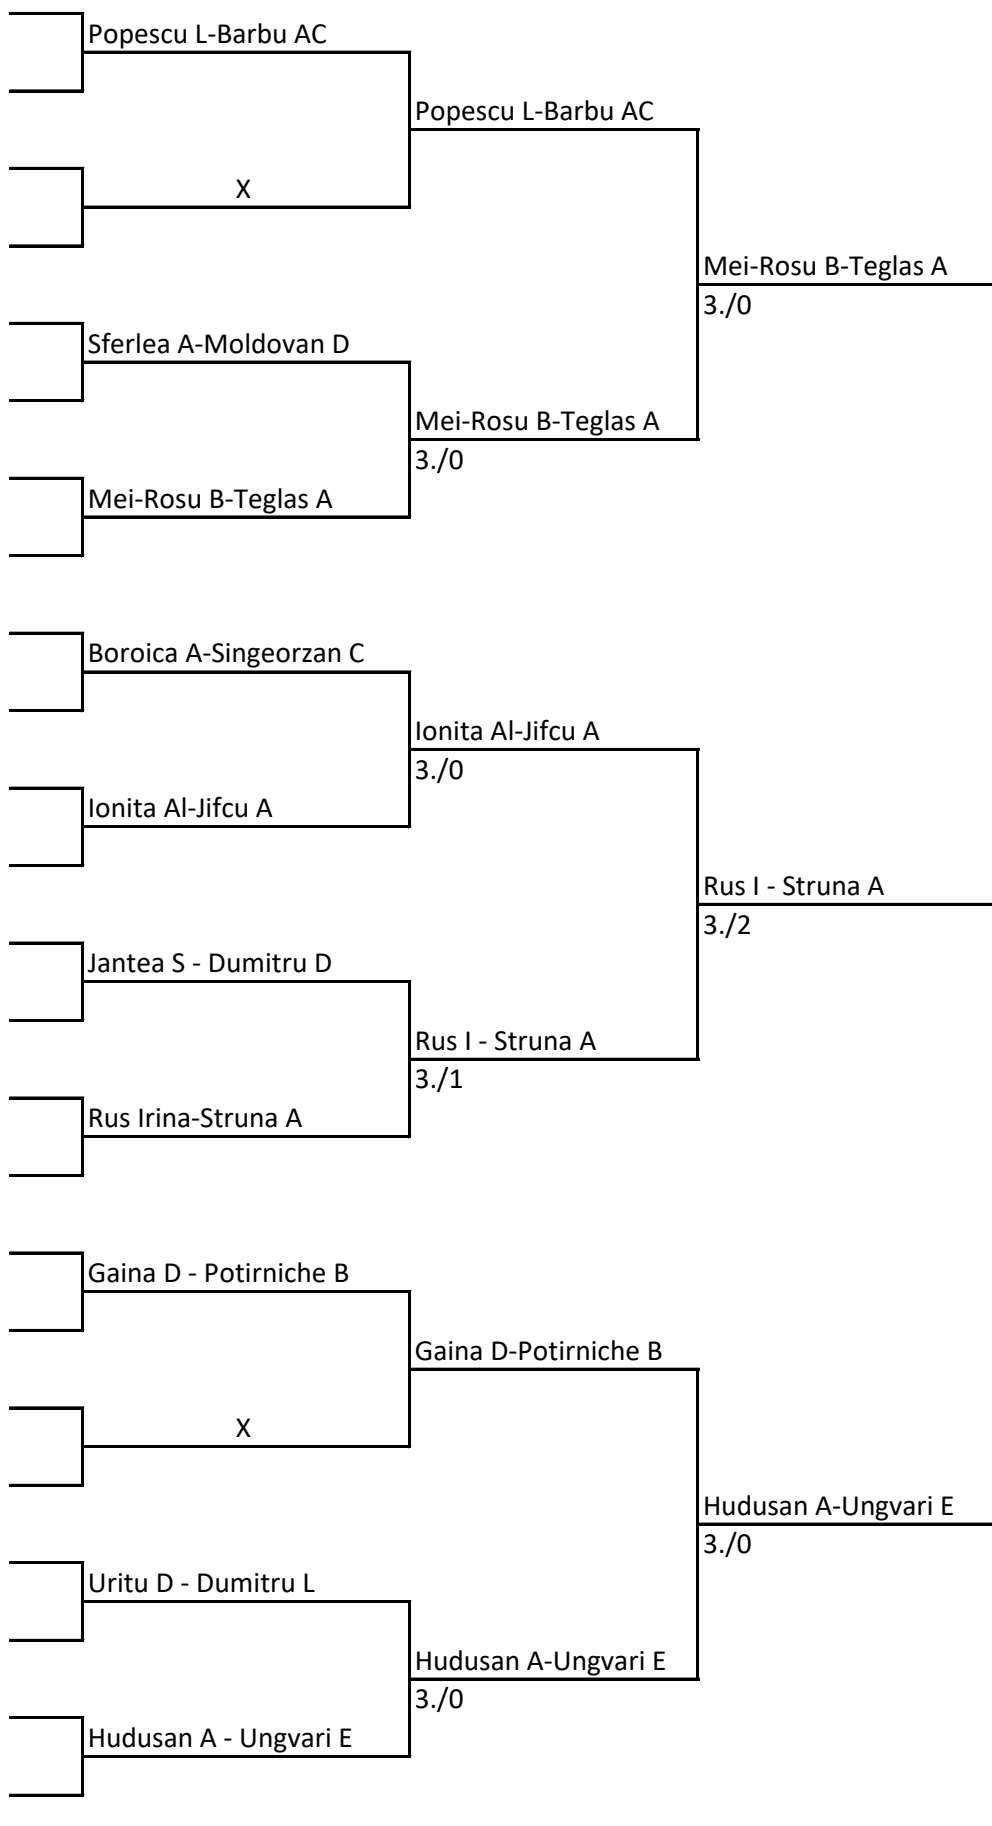 Popescu L-Barbu AC
Popescu L-Barbu AC
X
Mei-Rosu B-Teglas A
3./0
Sferlea A-Moldovan D
Mei-Rosu B-Teglas A
3./0
Mei-Rosu B-Teglas A
Boroica A-Singeorzan C
Ionita Al-Jifcu A
3./0
Ionita Al-Jifcu A
Rus I - Struna A
3./2
Jantea S - Dumitru D
Rus I - Struna A
3./1
Rus Irina-Struna A
Gaina D - Potirniche B
Gaina D-Potirniche B
X
Hudusan A-Ungvari E
3./0
Uritu D - Dumitru L
Hudusan A-Ungvari E
3./0
Hudusan A - Ungvari E